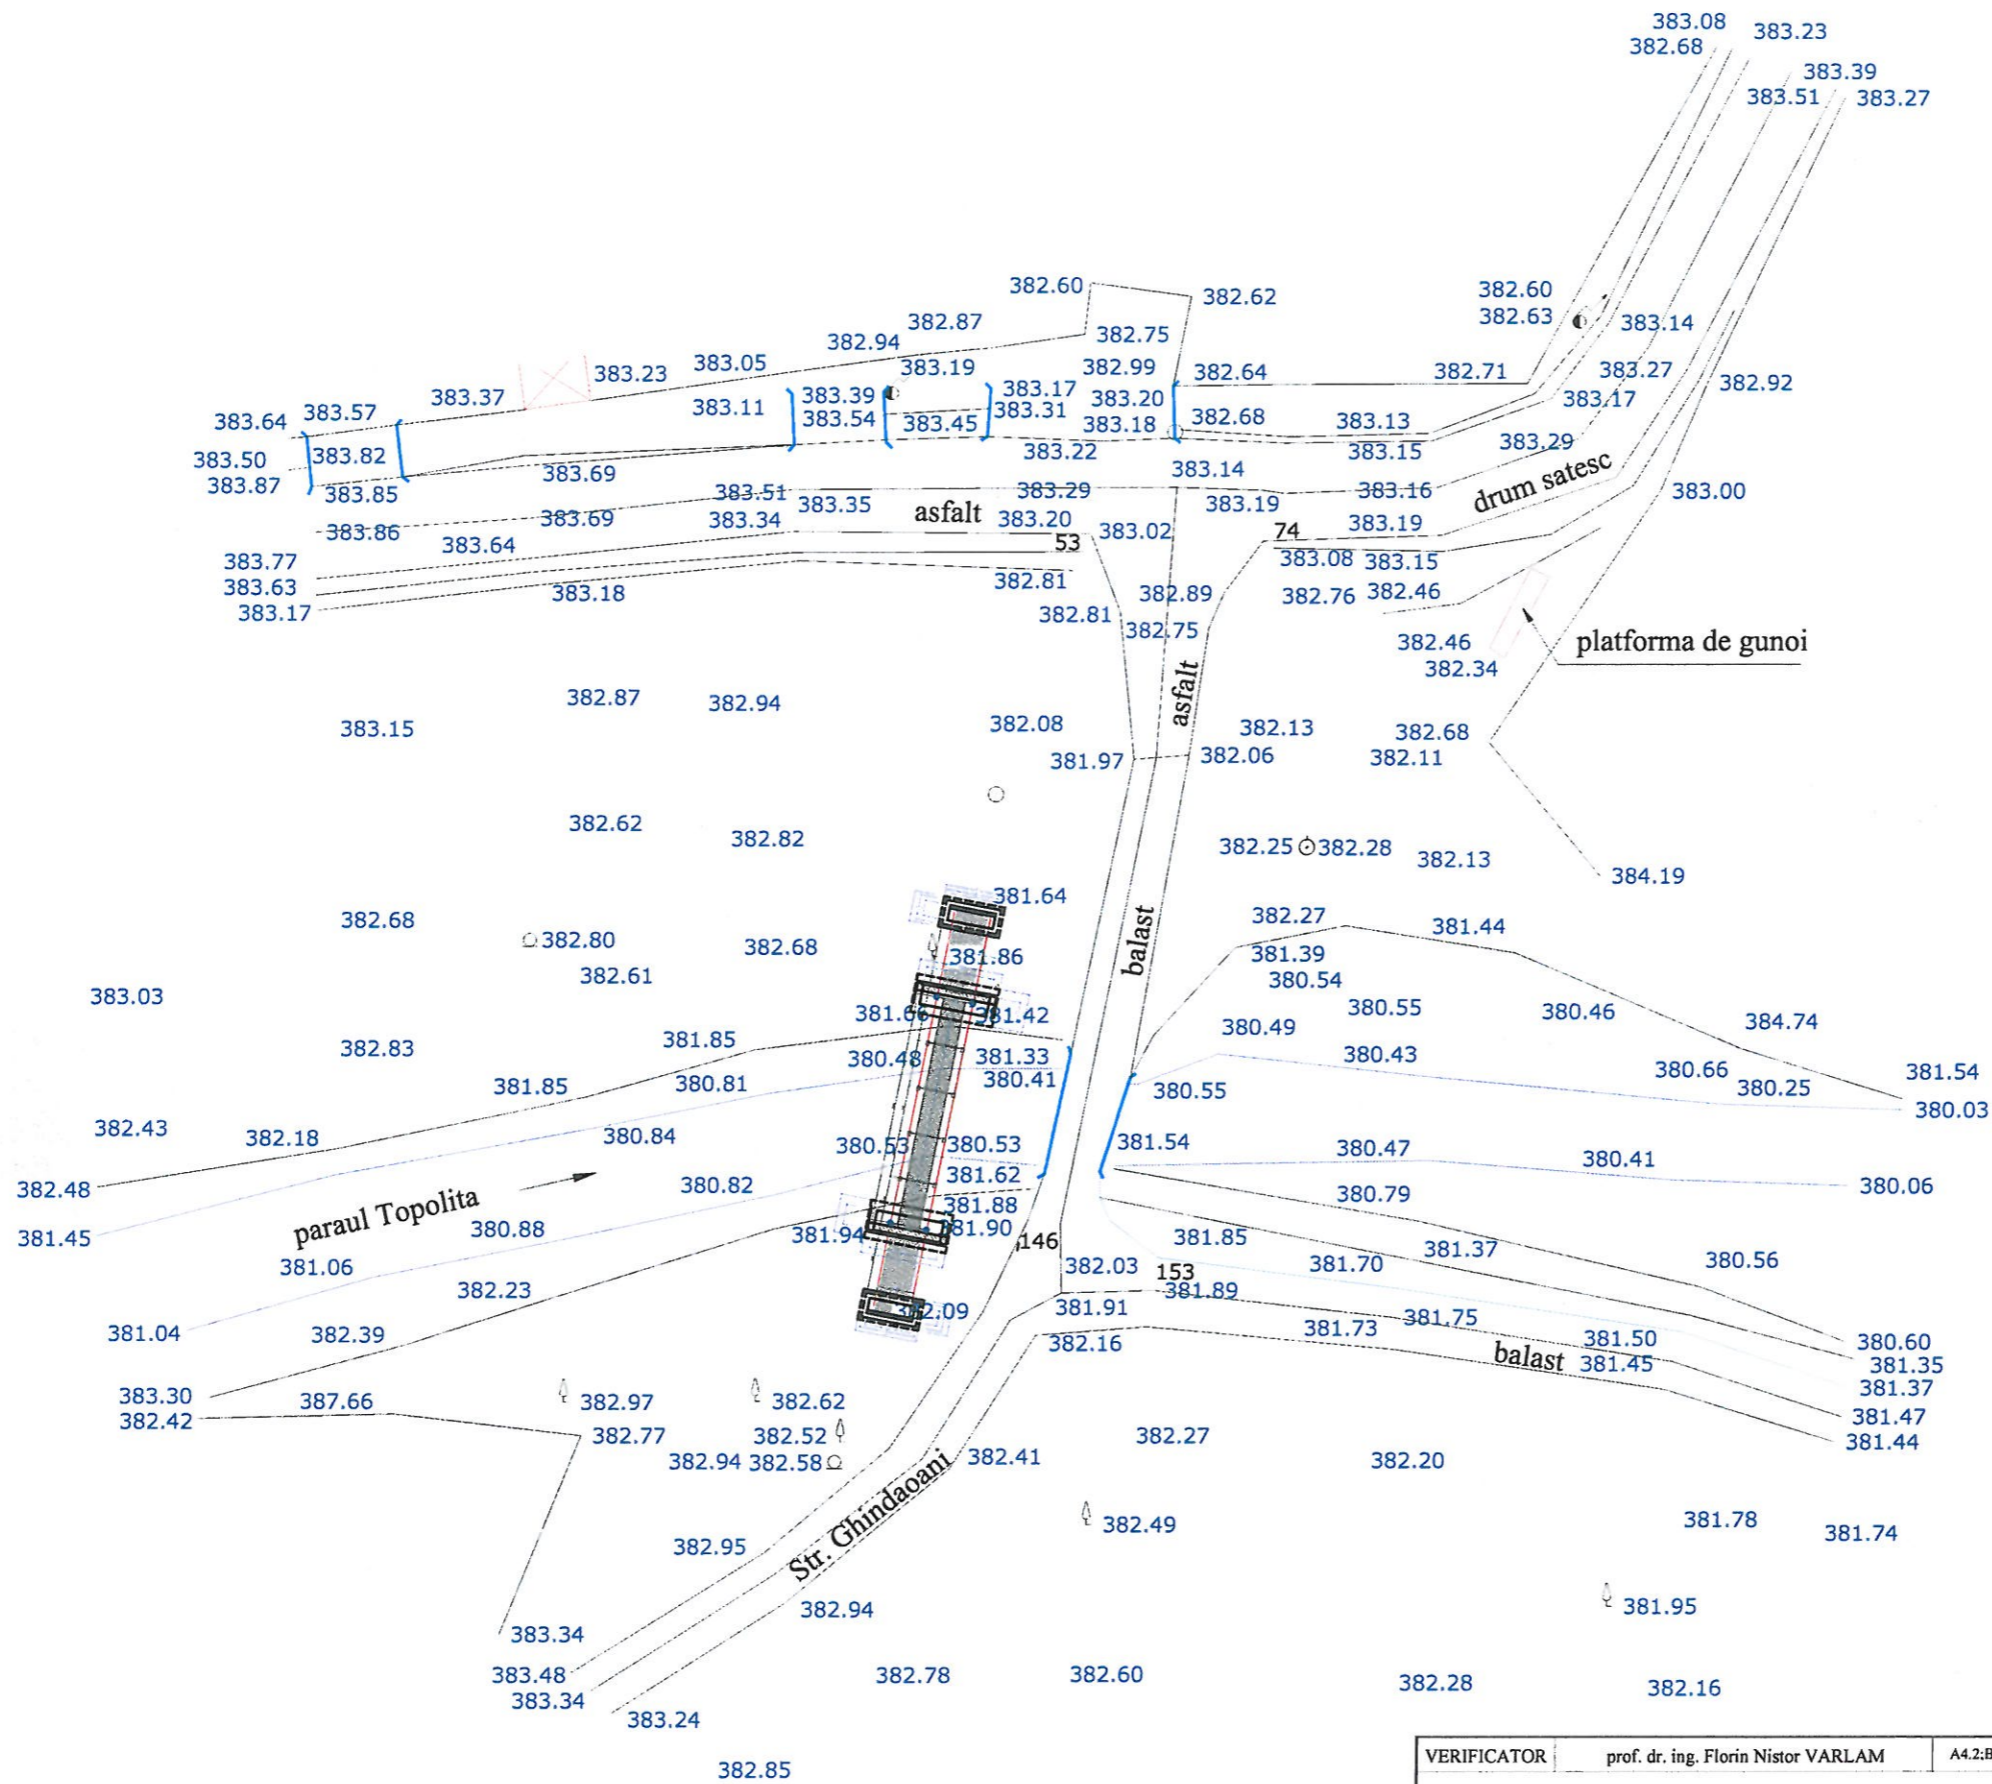 383.08 383.23
382.68
383.39
383.51 383.27
382.60 382.62 382.60
382.63 383.14
382.87 382.75
382.94
383.05 383.19 382.99 382.64 382.71 383.27 382.92
383.23
383.37 383.39 383.17 383.20 383.17
383.64 383.57 383.11 383.54 383.45 383.31 383.18 382.68 383.13
383.50 383.82 383.22 383.15 383.29
383.87 383.85 383.69 383.14
drum satesc
383.51 383.35 383.29 383.19 383.16 383.00
383.86 383.69 383.34 asfalt 383.20 383.02 74 383.19
383.77 383.64 53 383.08 383.15
383.63 383.18 382.81 382.89 382.76 382.46
383.17 382.81 382.75
382.46 platforma de gunoi
382.34
asfalt
382.87 382.94
383.15 382.08 382.13 382.68
381.97 382.06 382.11
382.62 382.82
382.25 382.28 382.13
384.19
381.64
382.68 382.27 381.44
382.80 382.68 381.86 balast 381.39
382.61 380.54
383.03 381.66 381.42 380.55 380.46
382.83 381.85 380.49 384.74
380.48 381.33 380.43
381.85 380.81 380.41 380.55 380.66 380.25 381.54
380.03
382.43 382.18 380.84 380.53 380.53 381.54 380.47 380.41
382.48 380.82 381.62 380.79 380.06
paraul Topolita 381.88
381.45 380.88 381.94 381.90 146 381.85 381.37
381.06 382.03 153 381.70 380.56
382.23 381.89
381.04 382.39 382.09 381.91 381.75
382.16 381.73 381.50 380.60
balast 381.45 381.35
383.30 387.66 382.97 382.62 381.37
382.42 382.77 382.52 382.27 381.47
382.94 382.58 382.41 382.20 381.44
Str. Ghindaoani
382.95 382.49 381.78 381.74
382.94 381.95
383.34
383.48 382.78 382.60 382.28 382.16
383.34
383.24
382.85
VERIFICATOR prof. dr. ing. Florin Nistor VARLAM A4.2;B